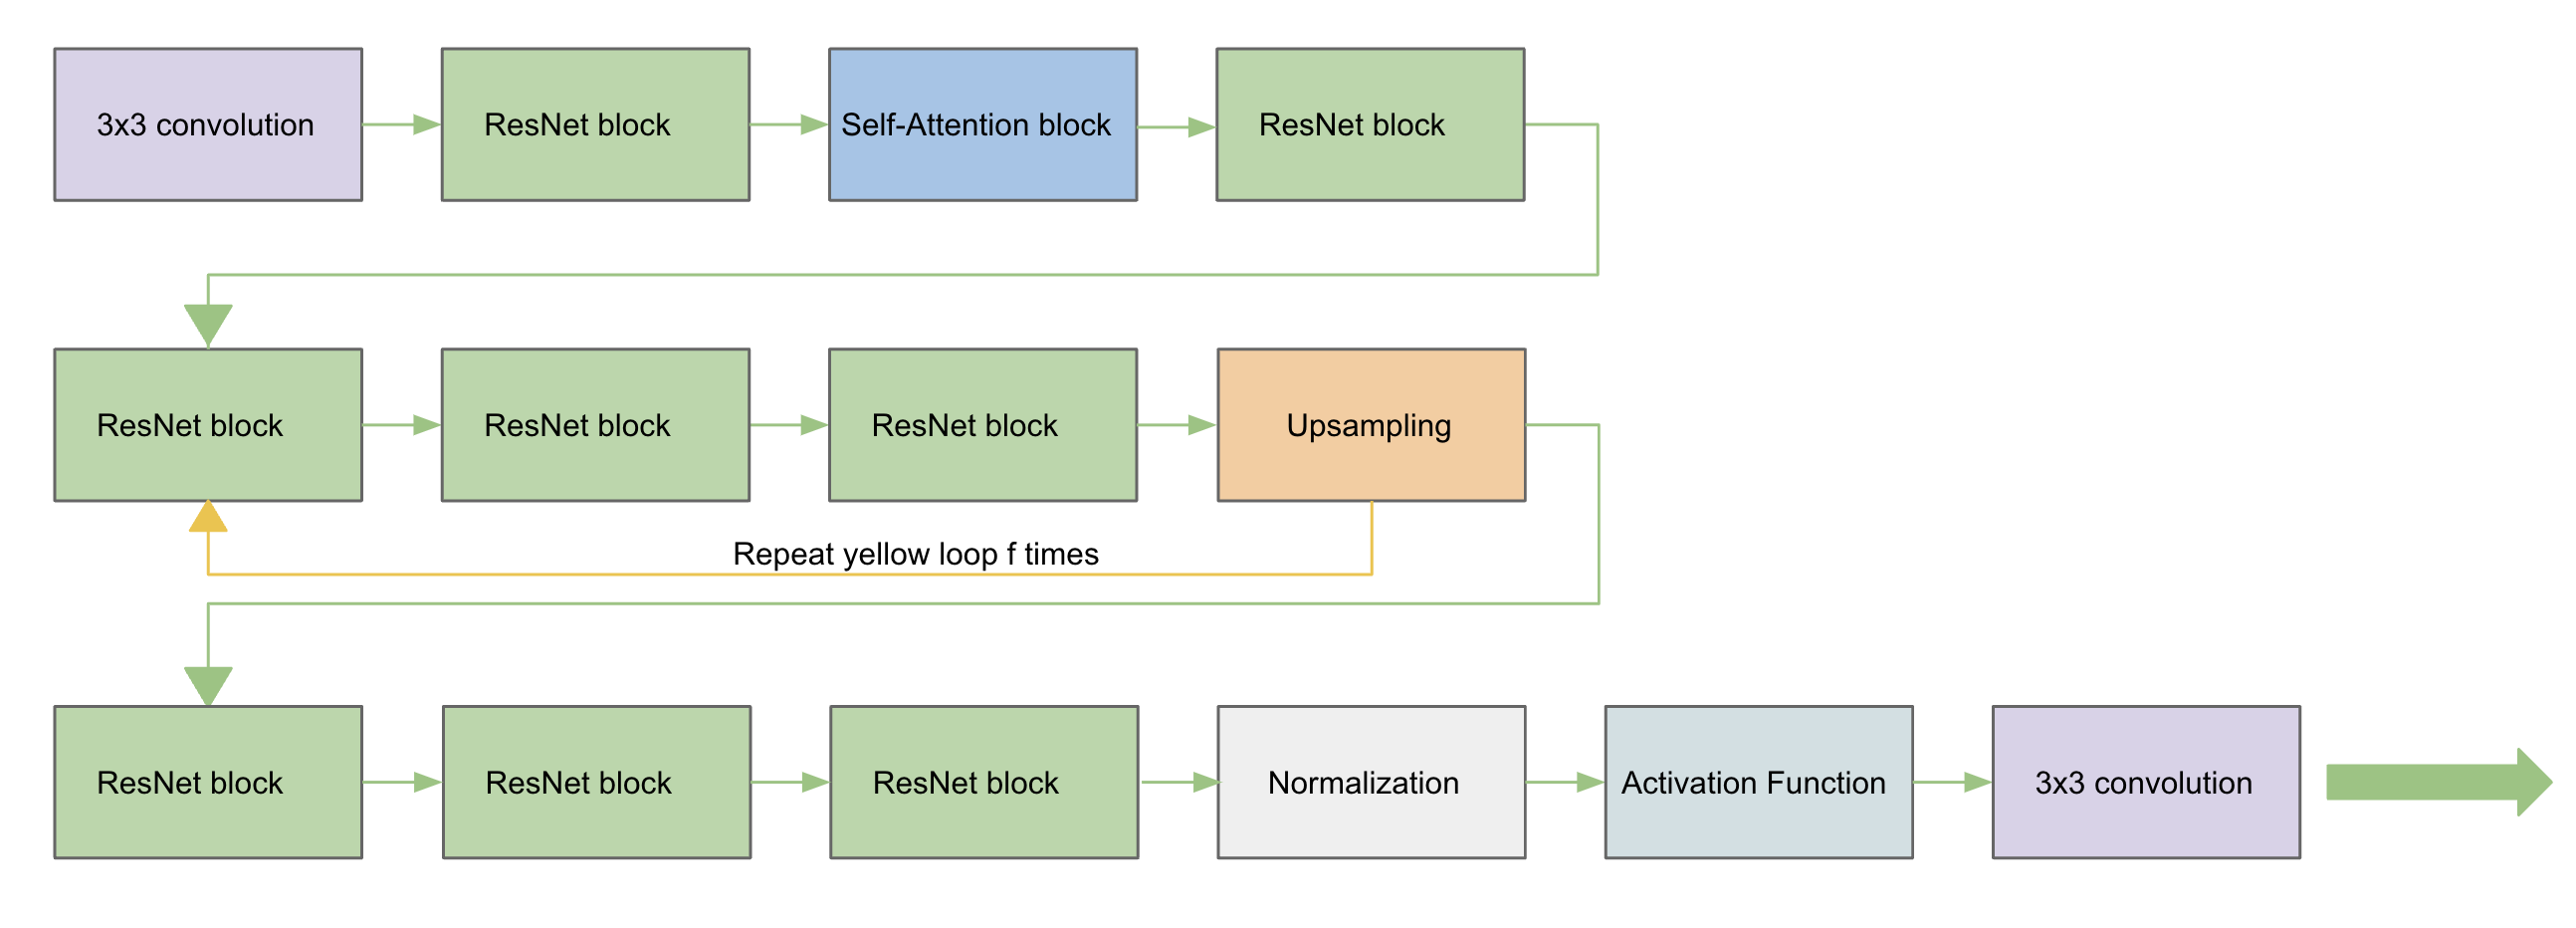 3x3 convolution
ResNet block
Self-Attention block
ResNet block
ResNet block
ResNet block
ResNet block
Upsampling
Repeat yellow loop f times
ResNet block
ResNet block
ResNet block
Normalization
Activation Function
3x3 convolution